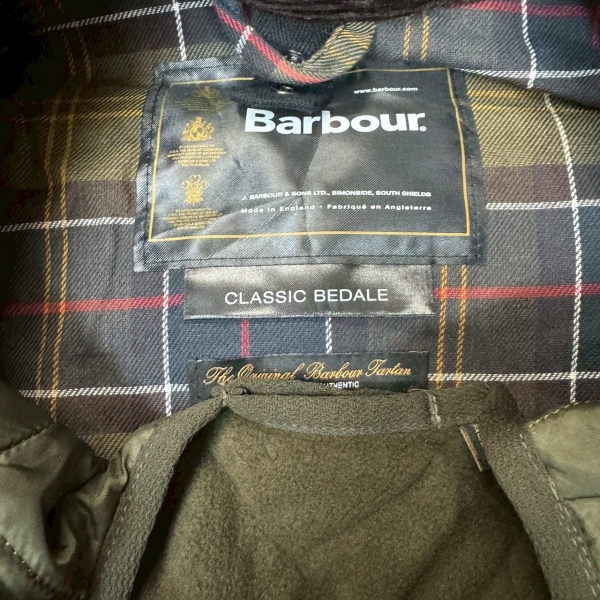 www.barbour.com
Barbour.
J. BARBOUR & SONS LTD., SIMONSIDE, SOUTH SHIELDS
Made in England • Fabriqué en Angleterre
CLASSIC BEDALE
The Original Barbour Tartan